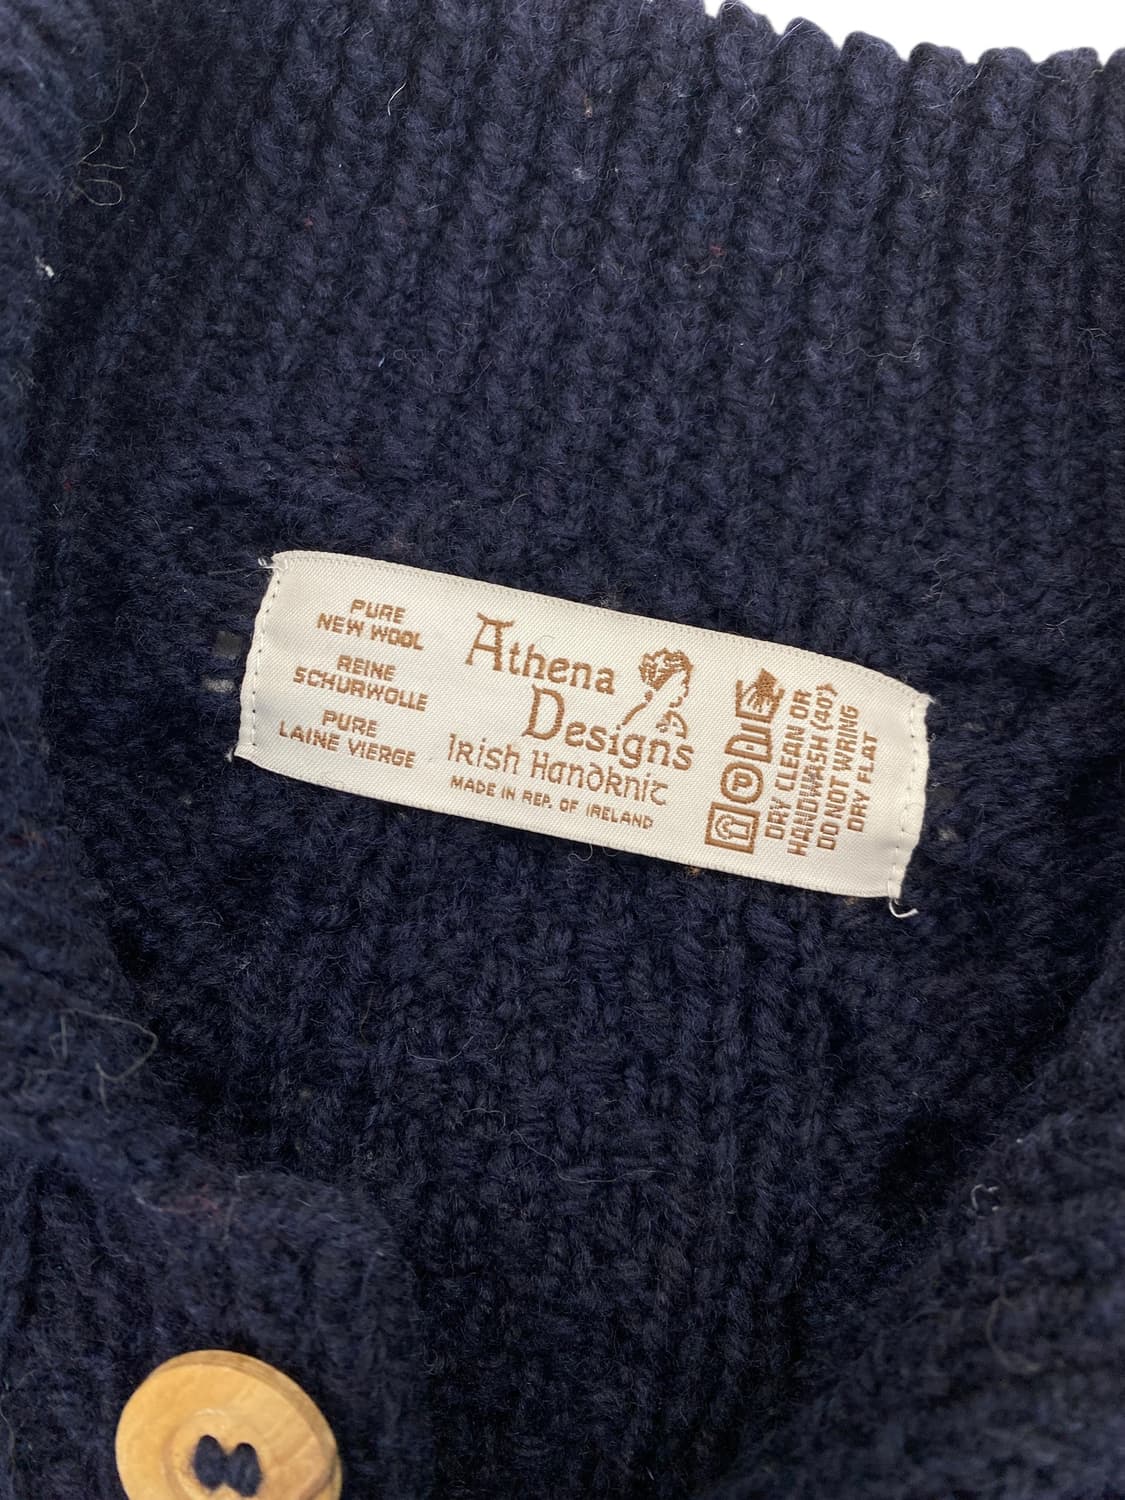 PURE
NEW WOOL
REINE
SCHURWOLLE
PURE
LAINE VIERGE
Athena
Designs
Irish Handknit
MADE IN REP. OF IRELAND
P
DRY CLEAN OR
HANDWASH (40°)
DO NOT WRING
DRY FLAT